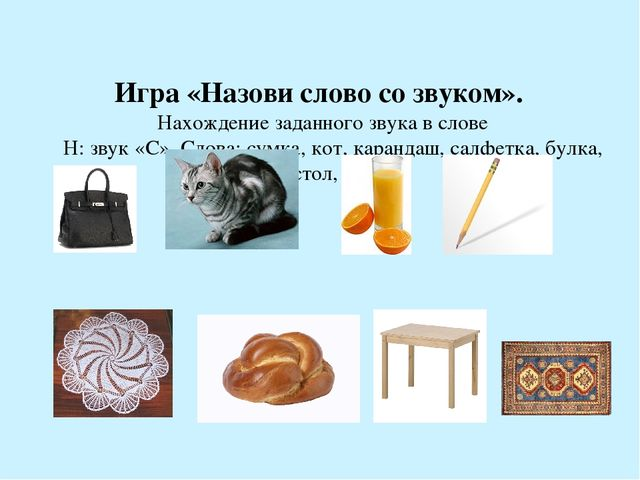 Игра «Назови слово со звуком».
Нахождение заданного звука в слове
Н: звук «С». Слова: сумка, кот, карандаш, салфетка, булка,
стол,